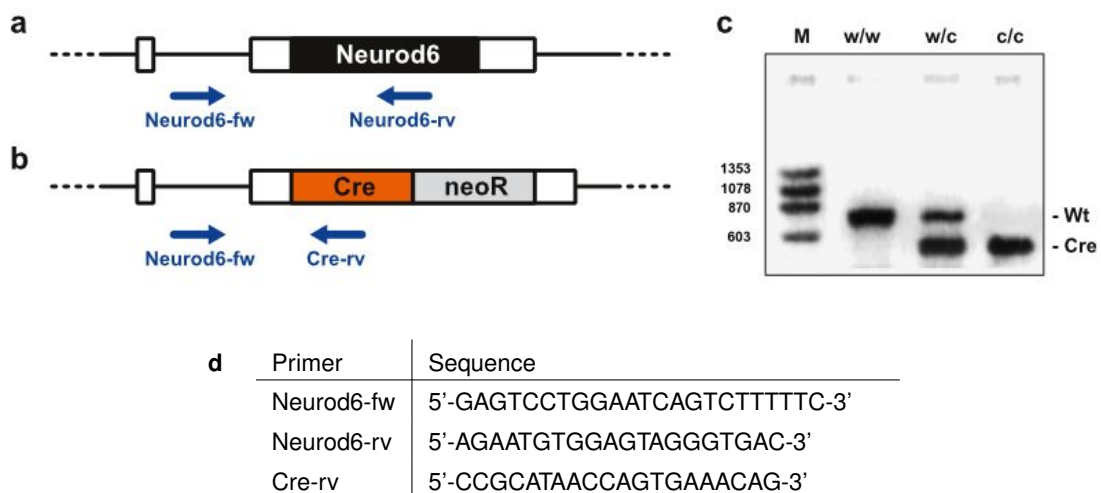 a
Neurod6
Neurod6-fw Neurod6-rv
b
Cre neoR
Neurod6-fw Cre-rv
c
M w/w w/c c/c
1353
1078
870
603
- Wt
- Cre
d Primer Sequence
Neurod6-fw 5'-GAGTCCTGGAATCAGTCTTTTTC-3'
Neurod6-rv 5'-AGAATGTGGAGTAGGGTGAC-3'
Cre-rv 5'-CCGCATAACCAGTGAAACAG-3'